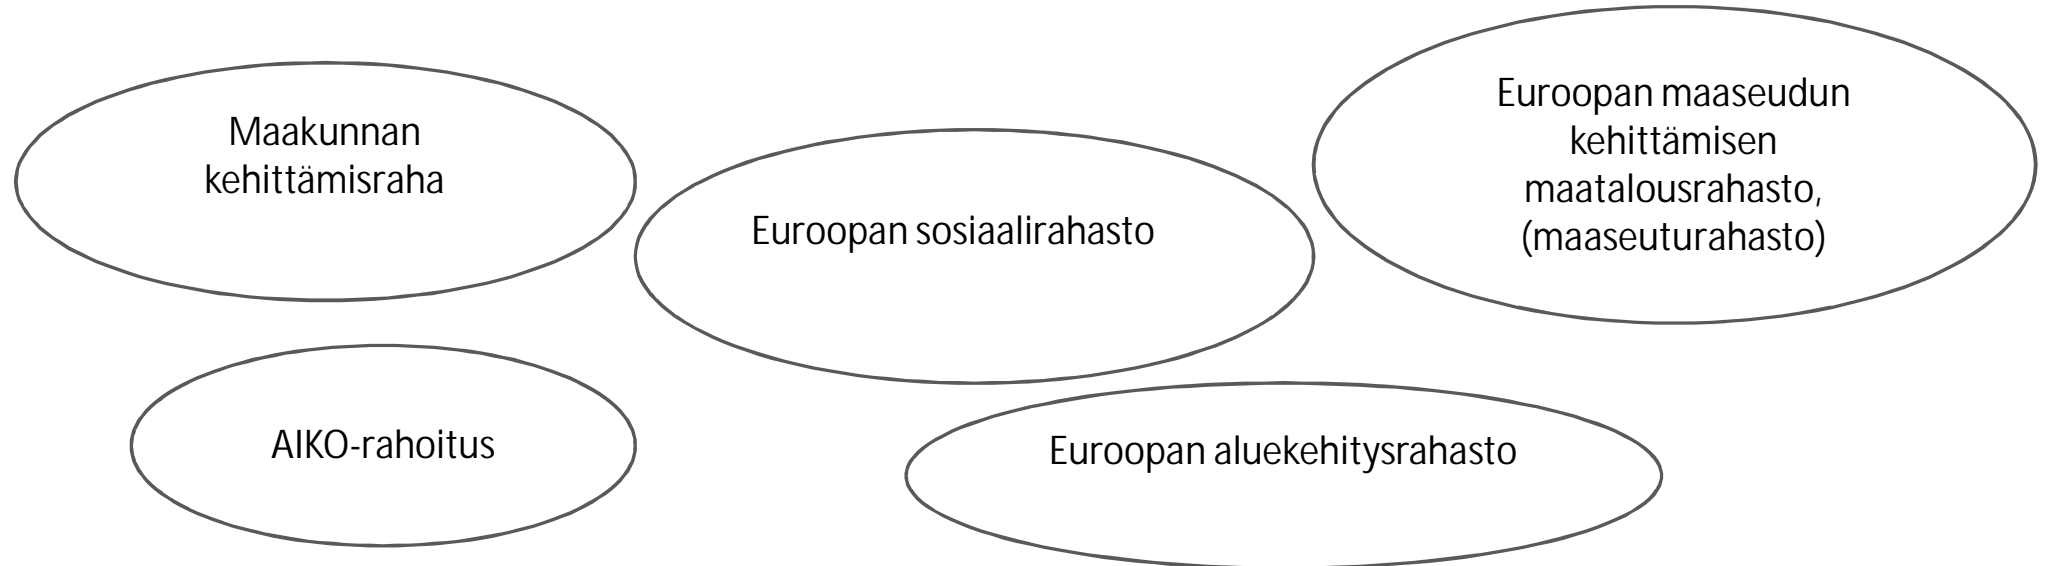 Maakunnan
kehittämisraha
Euroopan sosiaalirahasto
Euroopan maaseudun
kehittämisen
maatalousrahasto,
(maaseuturahasto)
AIKO-rahoitus
Euroopan aluekehitysrahasto